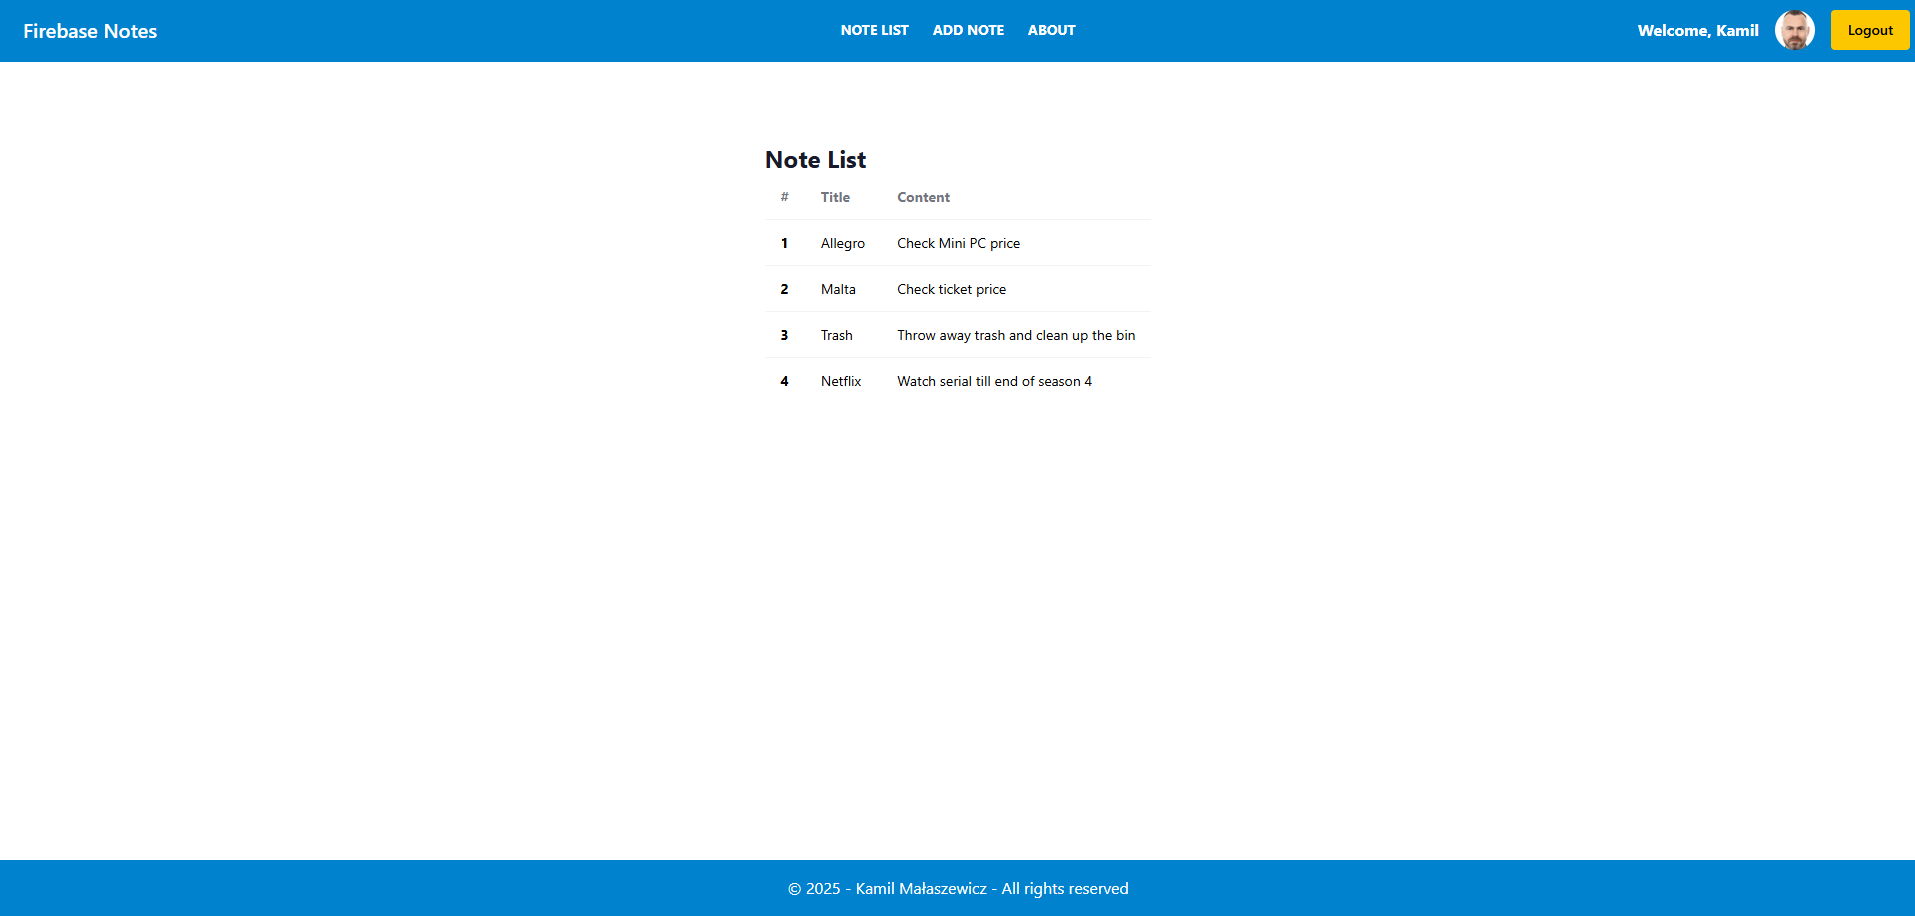 Firebase Notes NOTE LIST ADD NOTE ABOUT Welcome, Kamil Logout
Note List
# Title Content
1 Allegro Check Mini PC price
2 Malta Check ticket price
3 Trash Throw away trash and clean up the bin
4 Netflix Watch serial till end of season 4
© 2025 - Kamil Małaszewicz - All rights reserved